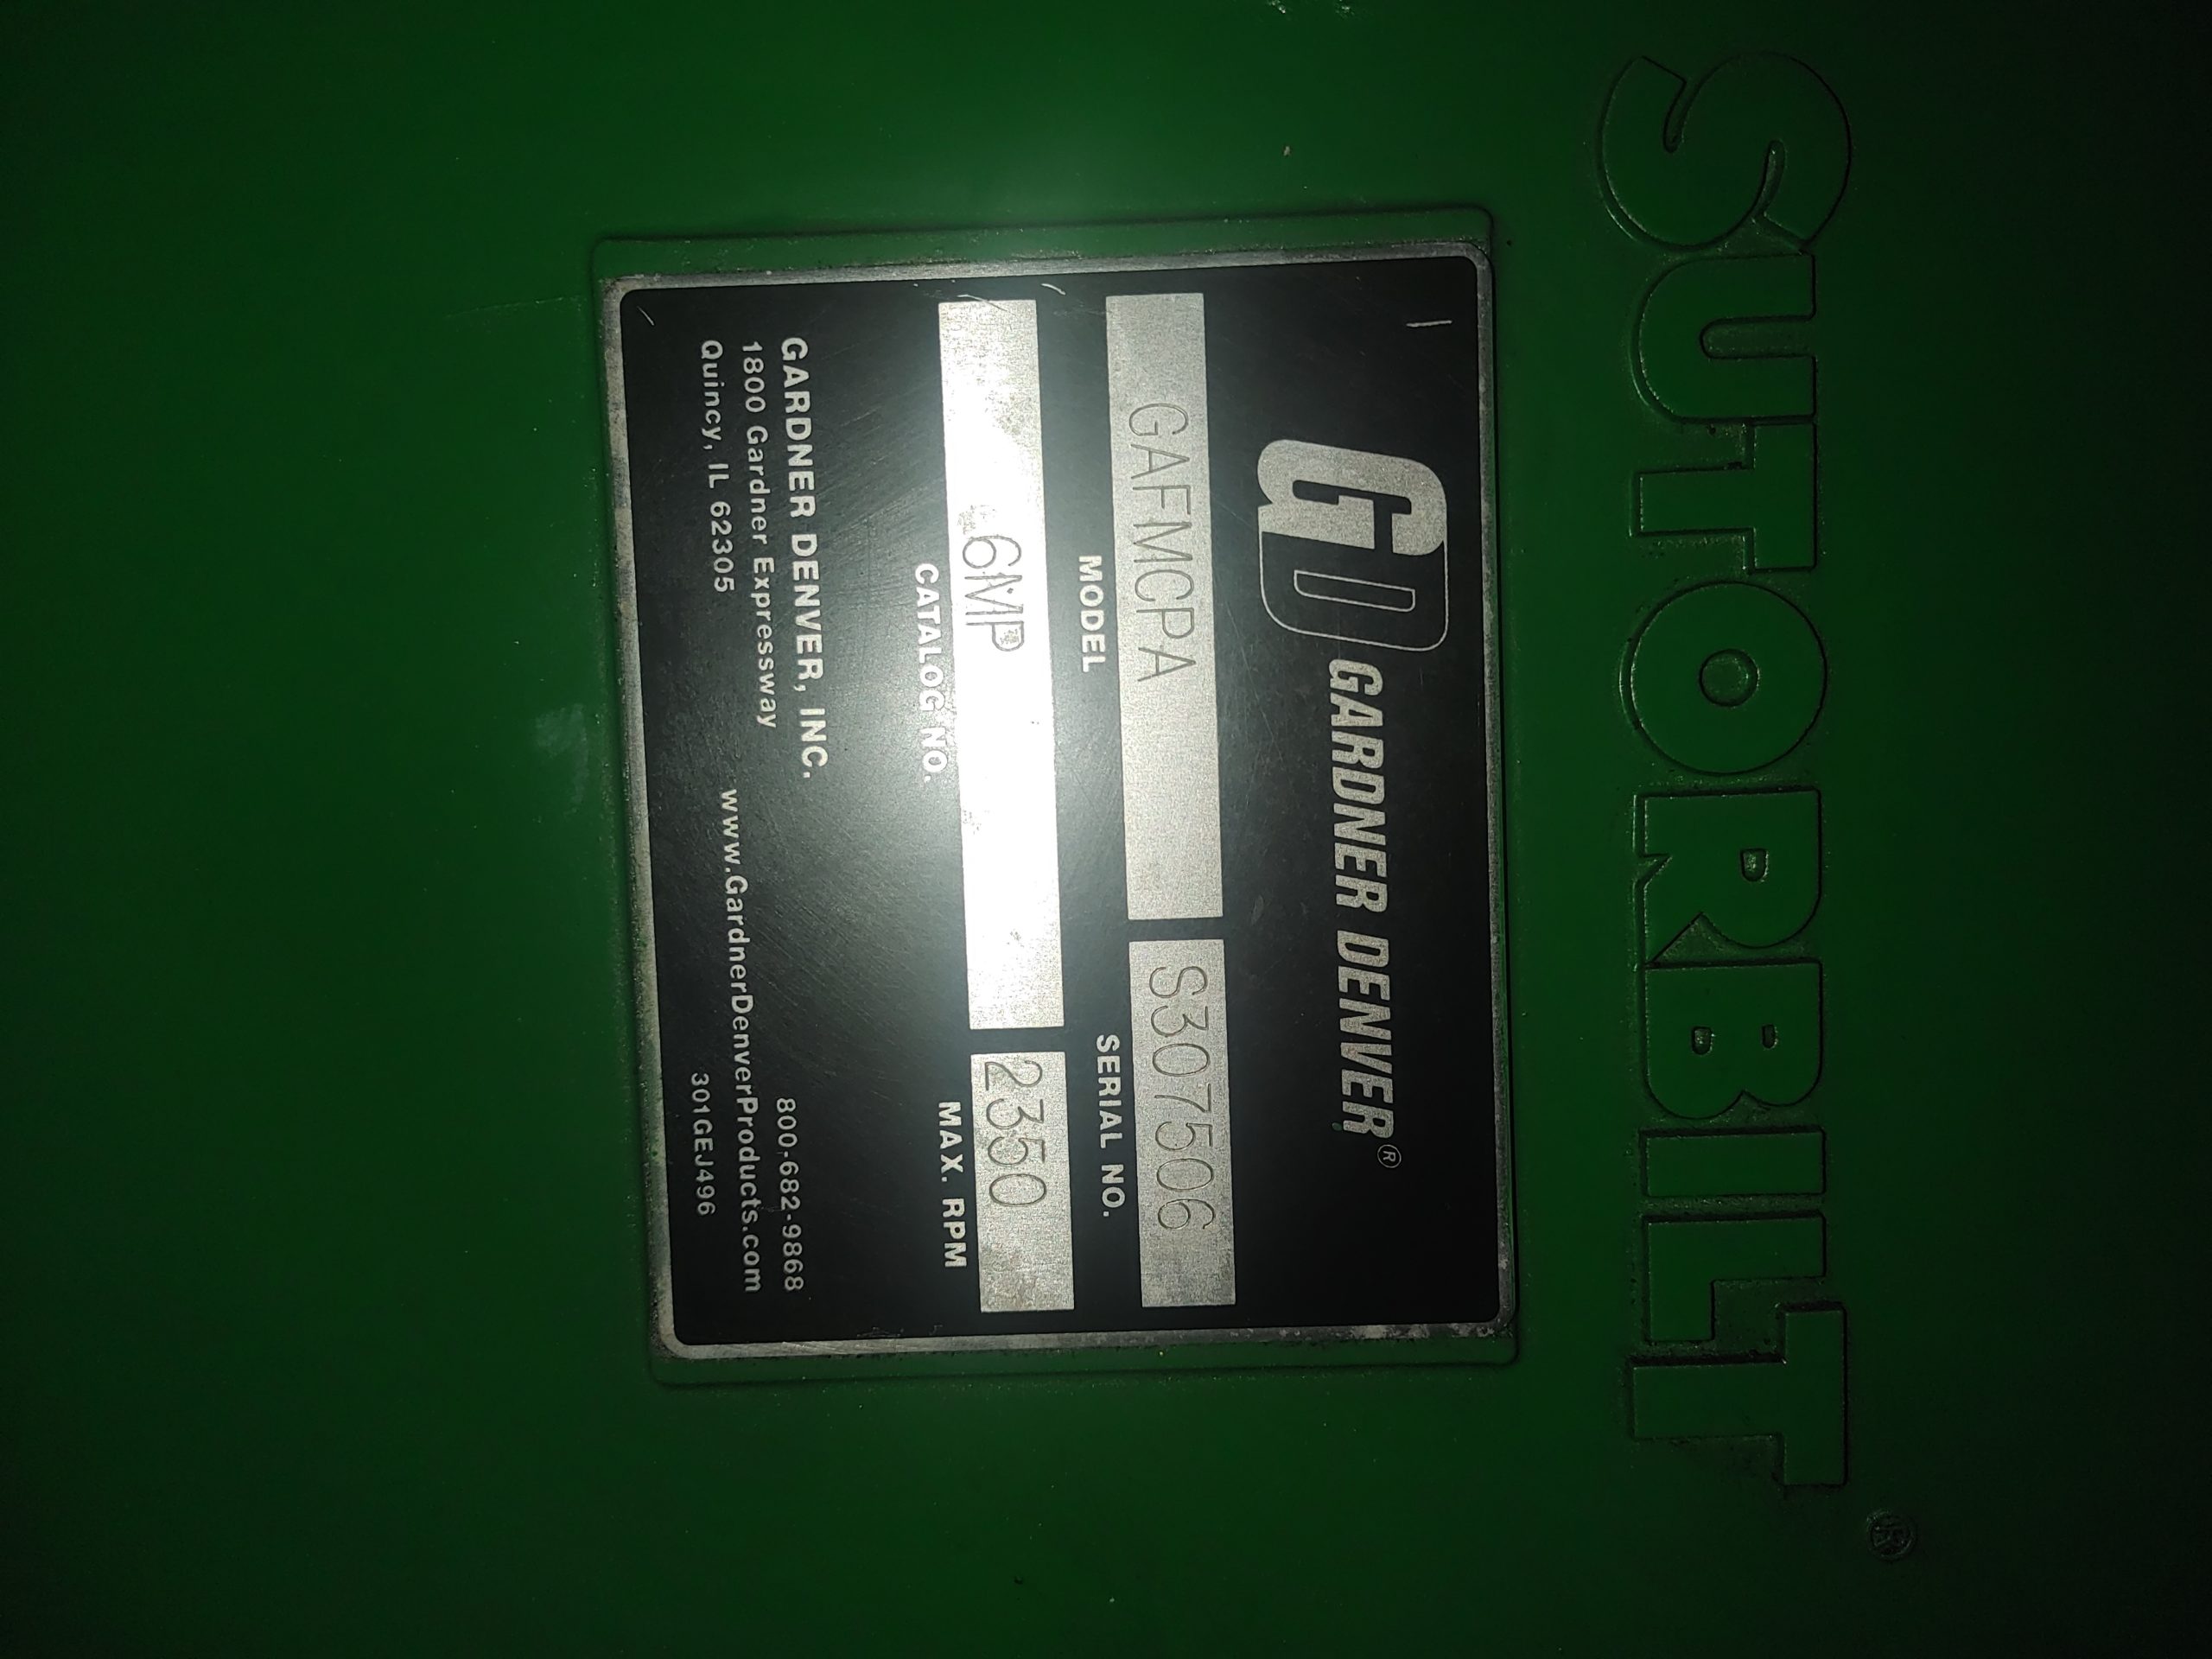 SUTORBILT®
GD GARDNER DENVER®
GAFMCPA S307506
MODEL SERIAL NO.
6MP 2350
CATALOG NO. MAX. RPM
GARDNER DENVER, INC. 800-682-9868
1800 Gardner Expressway www.GardnerDenverProducts.com
Quincy, IL 62305 301GEJ496